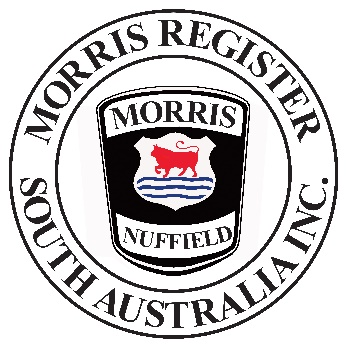 MORRIS REGISTER
MORRIS
NUFFIELD
SOUTH AUSTRALIA INC.